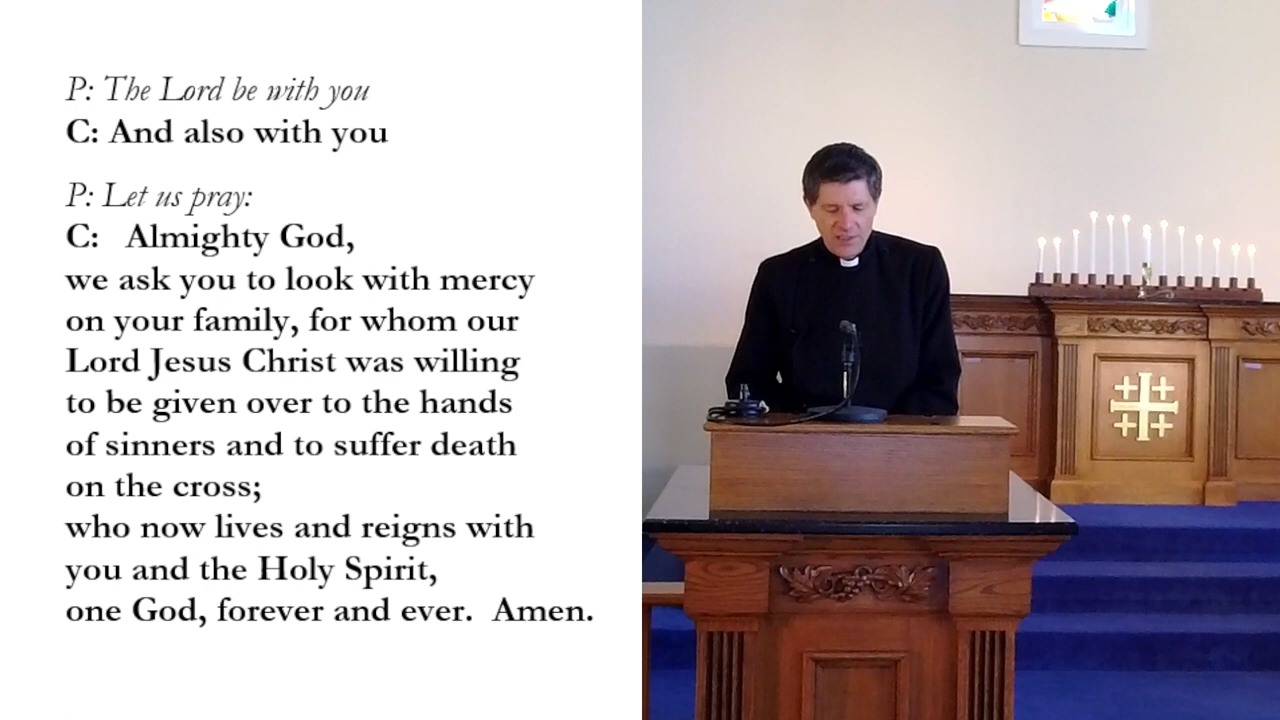 P: The Lord be with you
C: And also with you
P: Let us pray:
C: Almighty God,
we ask you to look with mercy
on your family, for whom our
Lord Jesus Christ was willing
to be given over to the hands
of sinners and to suffer death
on the cross;
who now lives and reigns with
you and the Holy Spirit,
one God, forever and ever. Amen.